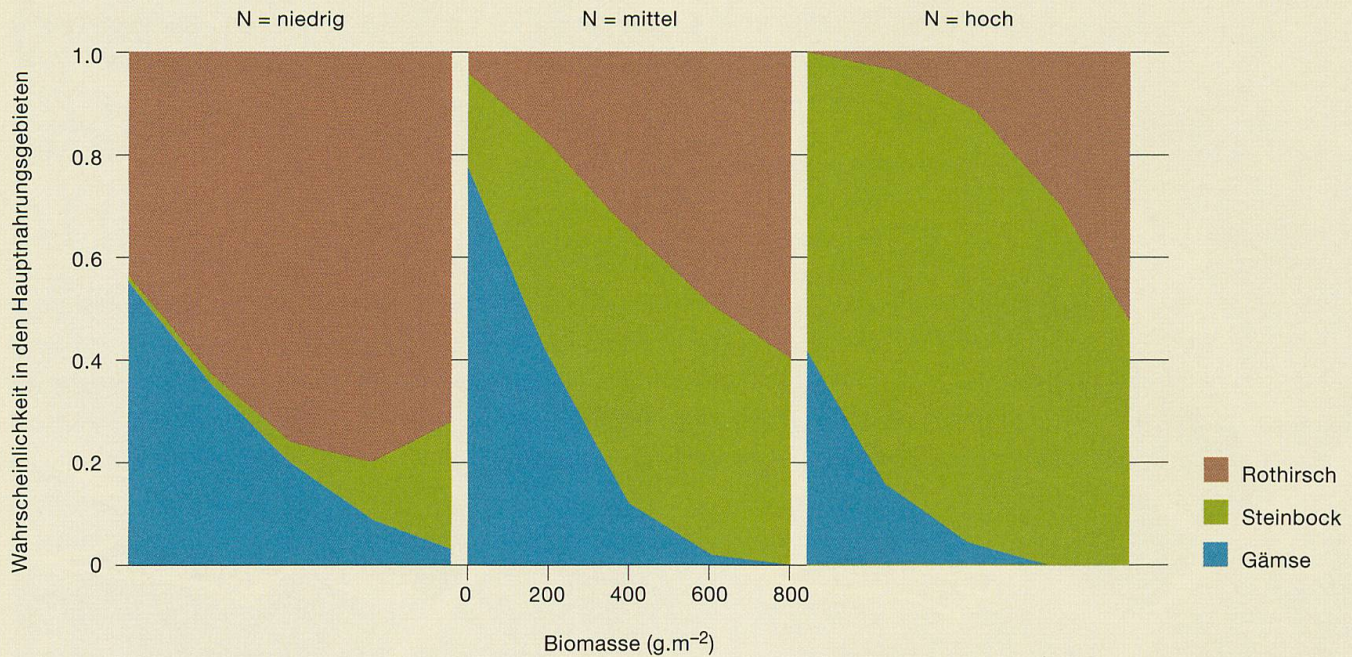 N = niedrig
N = mittel
N = hoch
Wahrscheinlichkeit in den Hauptnahrungsgebieten
1.0
0.8
0.6
0.4
0.2
0
0 200 400 600 800
Biomasse (g.m⁻²)
Rothirsch
Steinbock
Gämse